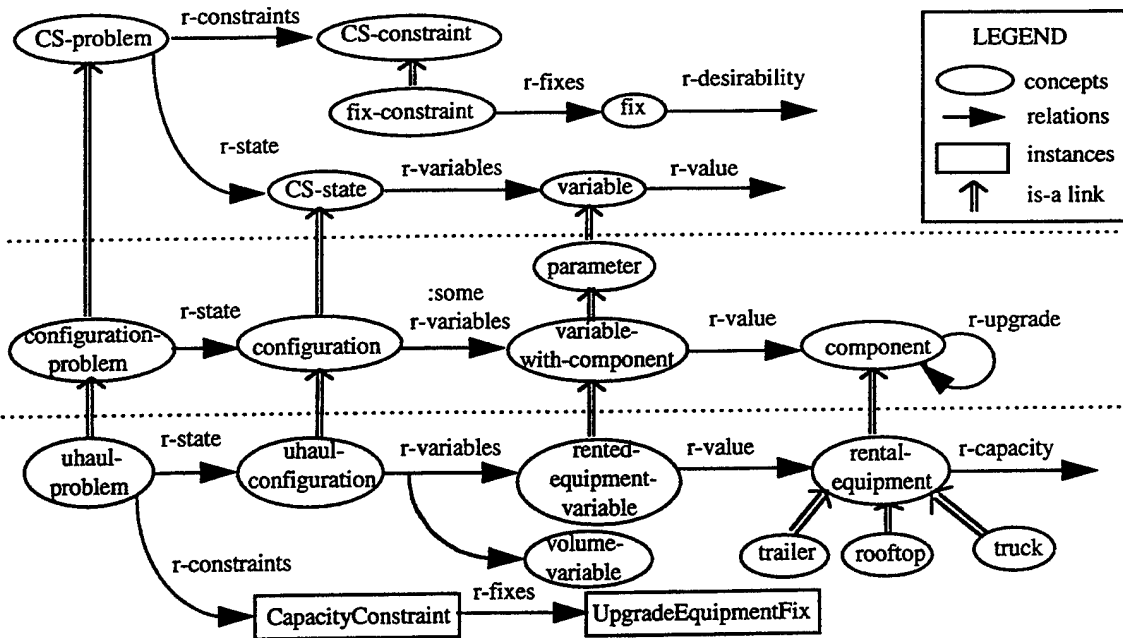 r-constraints
CS-problem
CS-constraint
LEGEND
r-fixes
r-desirability
concepts
fix-constraint
fix
relations
r-state
instances
r-variables
r-value
CS-state
variable
is-a link
parameter
:some
r-state
r-variables
variable-
r-value
r-upgrade
configuration-
problem
configuration
with-component
component
r-state
r-variables
r-value
r-capacity
uhaul-
problem
uhaul-
configuration
rented-
equipment-
variable
rental-
equipment
volume-
variable
trailer
rooftop
truck
r-constraints
r-fixes
CapacityConstraint
UpgradeEquipmentFix